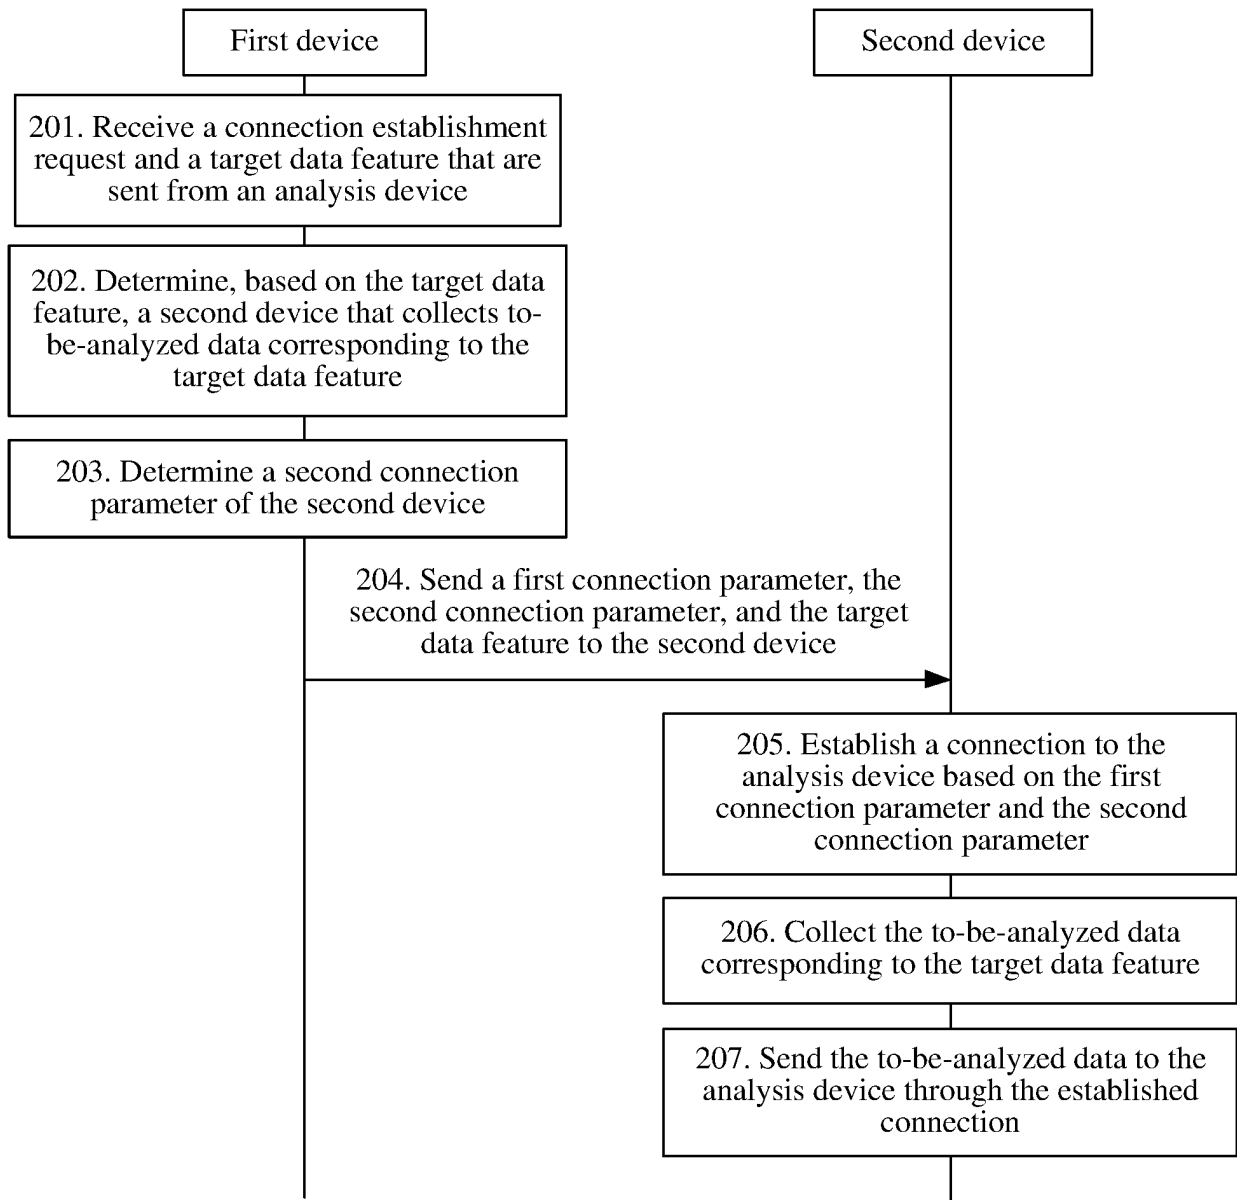 First device
Second device
201. Receive a connection establishment
request and a target data feature that are
sent from an analysis device
202. Determine, based on the target data
feature, a second device that collects to-
be-analyzed data corresponding to the
target data feature
203. Determine a second connection
parameter of the second device
204. Send a first connection parameter, the
second connection parameter, and the target
data feature to the second device
205. Establish a connection to the
analysis device based on the first
connection parameter and the second
connection parameter
206. Collect the to-be-analyzed data
corresponding to the target data feature
207. Send the to-be-analyzed data to the
analysis device through the established
connection